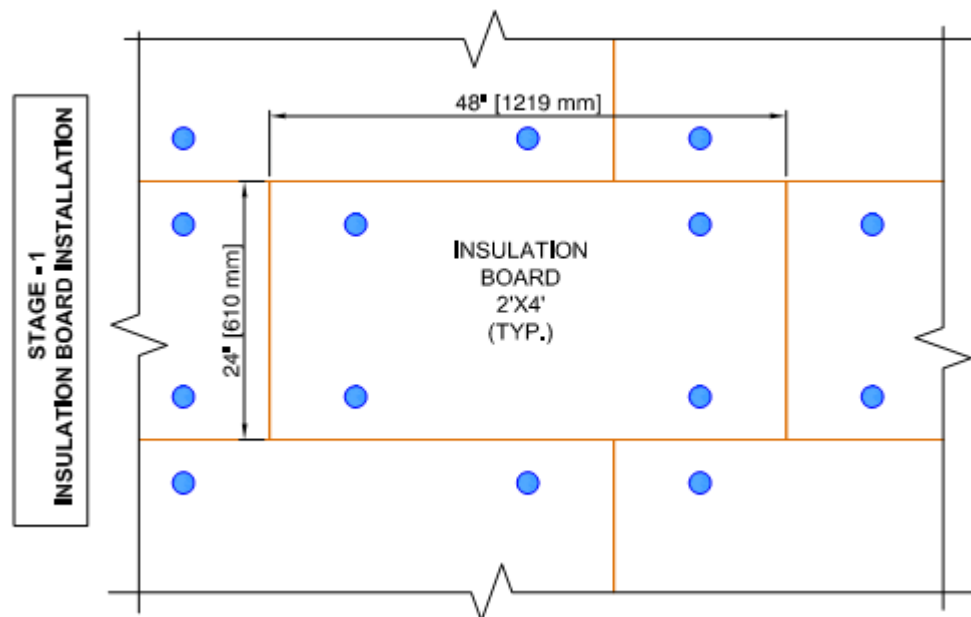 STAGE - 1
INSULATION BOARD INSTALLATION
48" [1219 mm]
24" [610 mm]
INSULATION
BOARD
2'X4'
(TYP.)